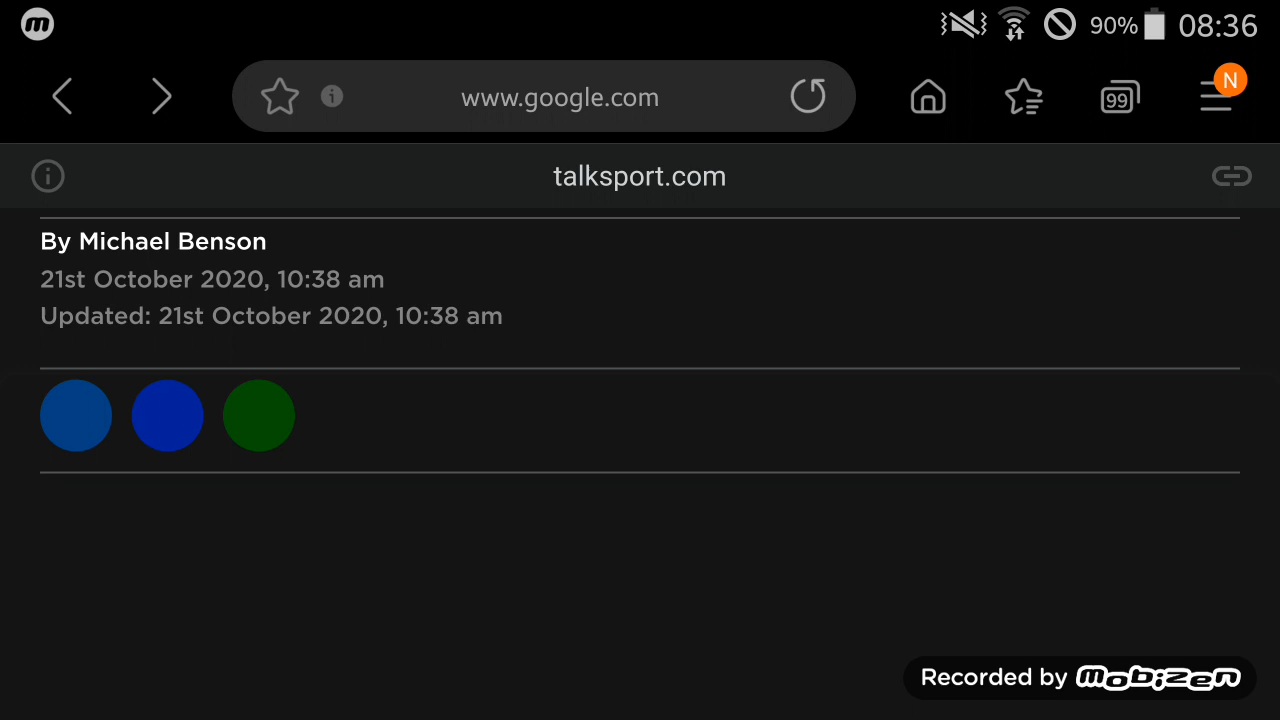 90% 08:36
www.google.com
99
N
talksport.com
By Michael Benson
21st October 2020, 10:38 am
Updated: 21st October 2020, 10:38 am
Recorded by mobizen